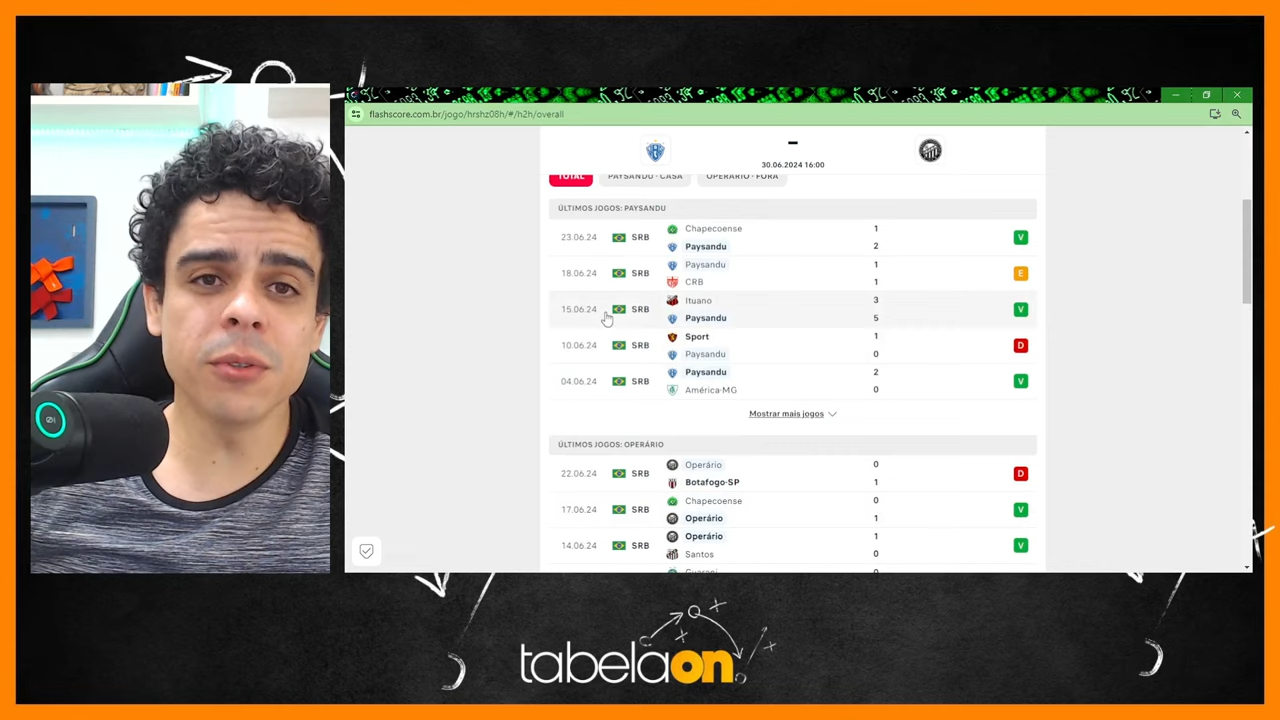 flashscore.com.br/jogo/hrshz08h/#/h2h/overall
-
30.06.2024 16:00
TOTAL PAYSANDU - CASA OPERÁRIO - FORA
ÚLTIMOS JOGOS: PAYSANDU
23.06.24 SRB Chapecoense 1 V
Paysandu 2
18.06.24 SRB Paysandu 1 E
CRB 1
15.06.24 SRB Ituano 3 V
Paysandu 5
10.06.24 SRB Sport 1 D
Paysandu 0
04.06.24 SRB Paysandu 2 V
América-MG 0
Mostrar mais jogos
ÚLTIMOS JOGOS: OPERÁRIO
22.06.24 SRB Operário 0 D
Botafogo-SP 1
17.06.24 SRB Chapecoense 0 V
Operário 1
14.06.24 SRB Operário 1 V
Santos 0
Guarani 0
tabelaon